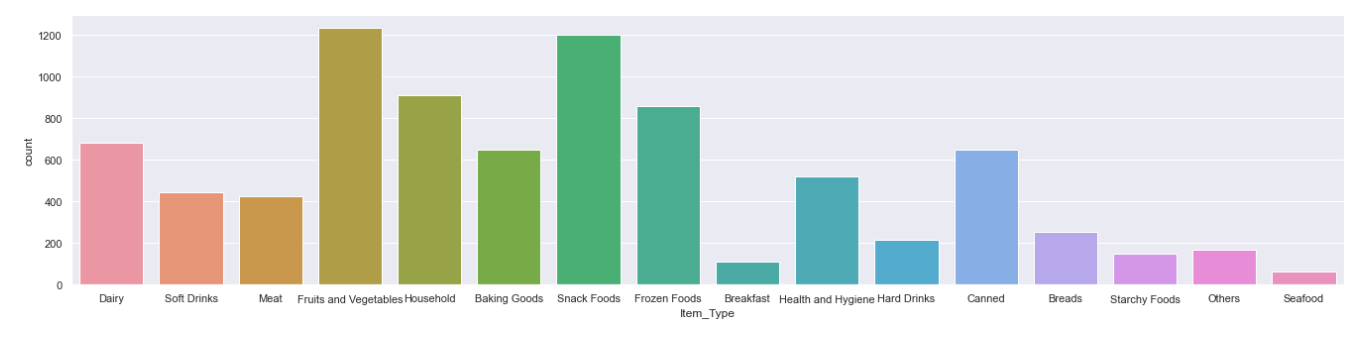 1200
1000
800
600
400
200
0
count
Dairy Soft Drinks Meat Fruits and Vegetables Household Baking Goods Snack Foods Frozen Foods Breakfast Health and Hygiene Hard Drinks Canned Breads Starchy Foods Others Seafood
Item_Type